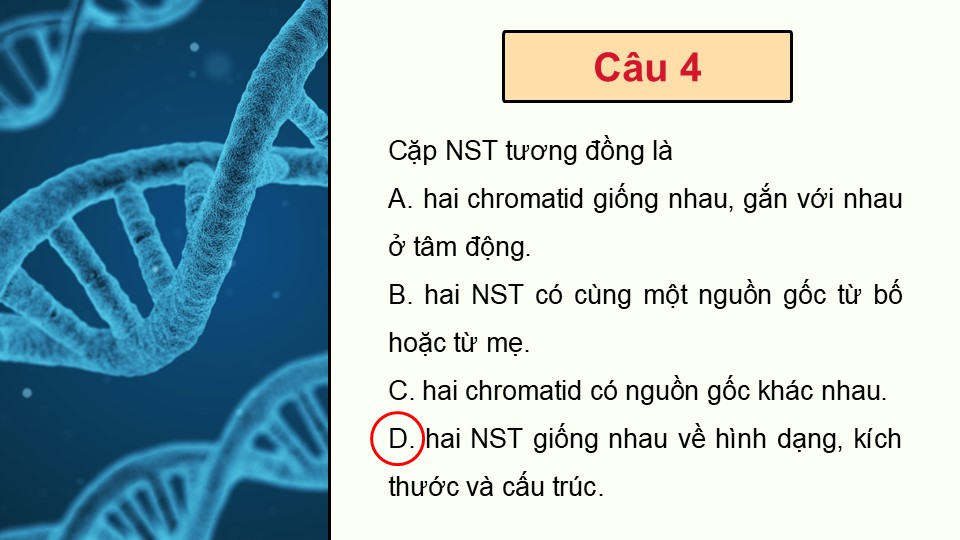 Câu 4
Cặp NST tương đồng là
A. hai chromatid giống nhau, gắn với nhau
ở tâm động.
B. hai NST có cùng một nguồn gốc từ bố
hoặc từ mẹ.
C. hai chromatid có nguồn gốc khác nhau.
D. hai NST giống nhau về hình dạng, kích
thước và cấu trúc.